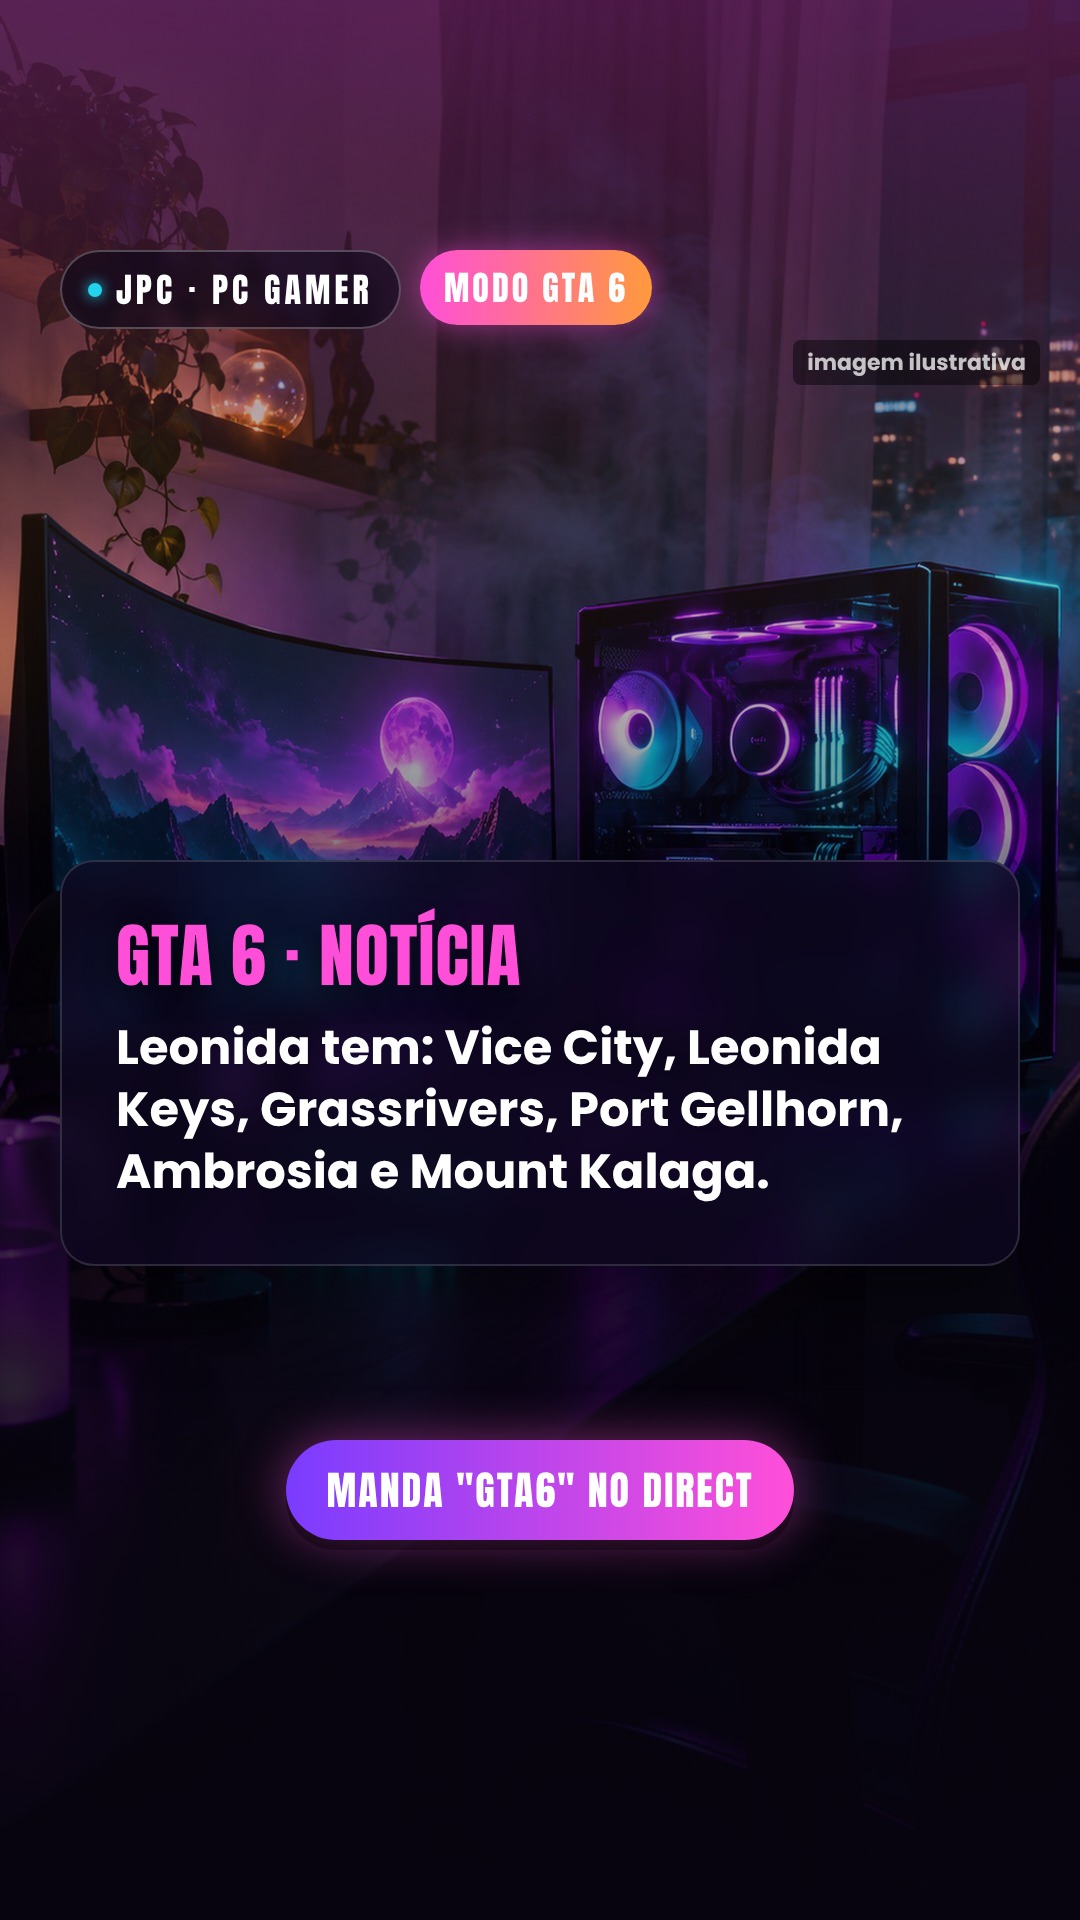 JPC · PC GAMER
MODO GTA 6
imagem ilustrativa
GTA 6 · NOTÍCIA
Leonida tem: Vice City, Leonida
Keys, Grassrivers, Port Gellhorn,
Ambrosia e Mount Kalaga.
MANDA "GTA6" NO DIRECT